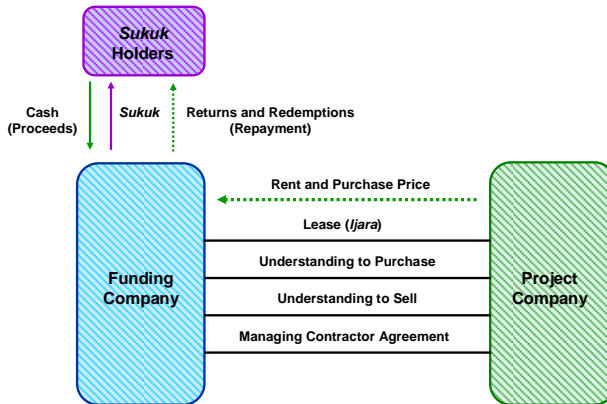 Sukuk
Holders
Cash
(Proceeds)
Sukuk
Returns and Redemptions
(Repayment)
Rent and Purchase Price
Lease (Ijara)
Understanding to Purchase
Funding
Company
Project
Company
Understanding to Sell
Managing Contractor Agreement